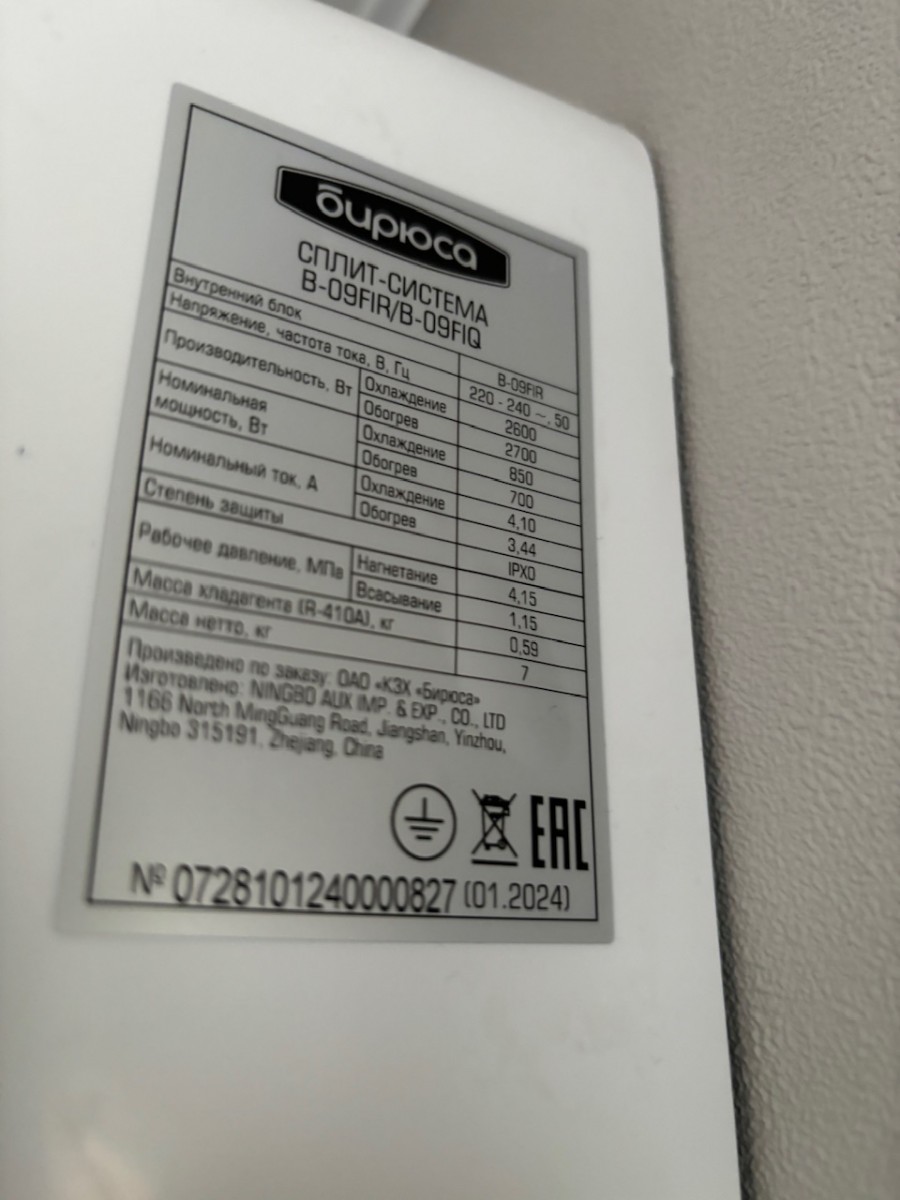 бирюса
СПЛИТ-СИСТЕМА
B-09FIR/B-09FIQ
Внутренний блок B-09FIR
Напряжение, частота тока, В, Гц 220 - 240 ~, 50
Производительность, Вт Охлаждение 2600
Обогрев 2700
Номинальная мощность, Вт Охлаждение 850
Обогрев 700
Номинальный ток, А Охлаждение 4,10
Обогрев 3,44
Степень защиты IPX0
Рабочее давление, МПа Нагнетание 4,15
Всасывание 1,15
Масса хладагента (R-410A), кг 0,59
Масса нетто, кг 7
Произведено по заказу: ОАО «КЗХ «Бирюса»
Изготовлено: NINGBO AUX IMP. & EXP., CO., LTD
1166 North MingGuang Road, Jiangshan, Yinzhou,
Ningbo 315191, Zhejiang, China
EAC
№ 0728101240000827 (01.2024)